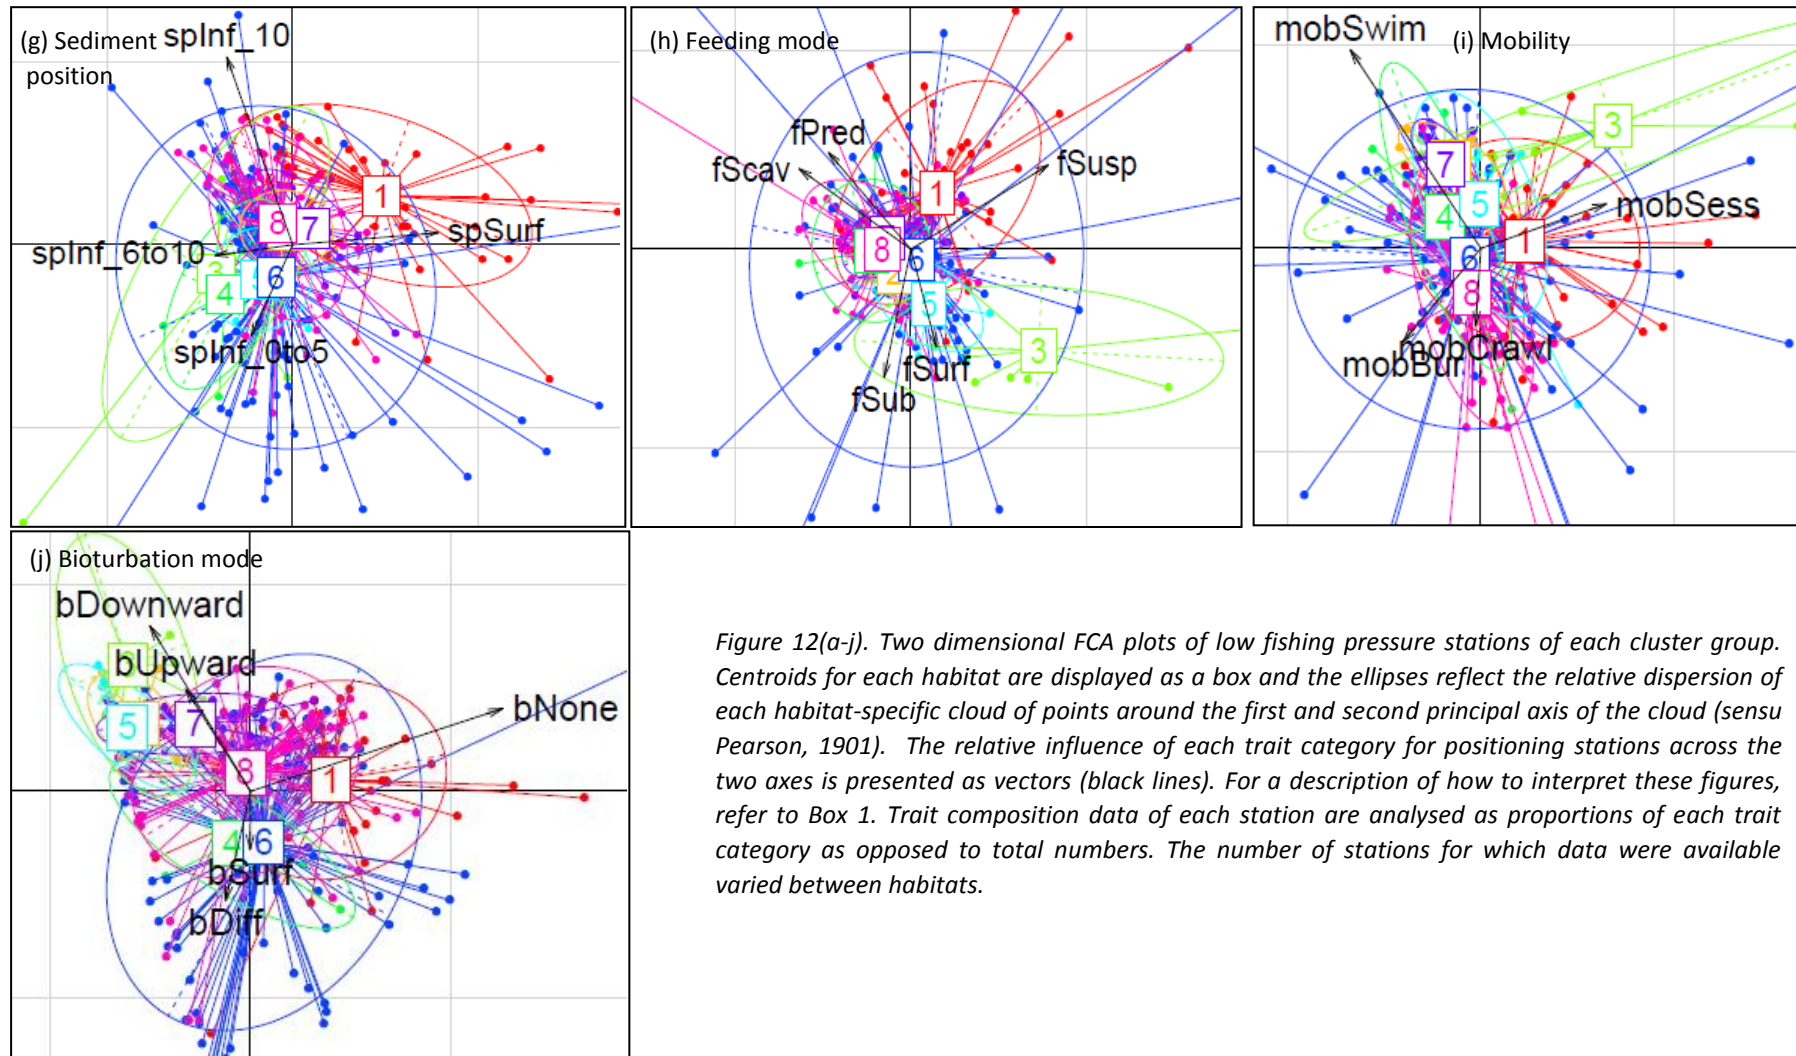 (g) Sediment
position
spInf_10
spInf_6to10
spSurf
spInf_0to5
1
8
7
3
4
6
(h) Feeding mode
fPred
fScav
fSusp
fSurf
fSub
1
8
6
2
5
3
(i) Mobility
mobSwim
mobSess
mobCrawl
mobBur
3
7
5
4
1
6
8
(j) Bioturbation mode
bDownward
bUpward
bNone
bSurf
bDiff
5
7
8
1
4
6
Figure 12(a-j). Two dimensional FCA plots of low fishing pressure stations of each cluster group.
Centroids for each habitat are displayed as a box and the ellipses reflect the relative dispersion of
each habitat-specific cloud of points around the first and second principal axis of the cloud (sensu
Pearson, 1901). The relative influence of each trait category for positioning stations across the
two axes is presented as vectors (black lines). For a description of how to interpret these figures,
refer to Box 1. Trait composition data of each station are analysed as proportions of each trait
category as opposed to total numbers. The number of stations for which data were available
varied between habitats.